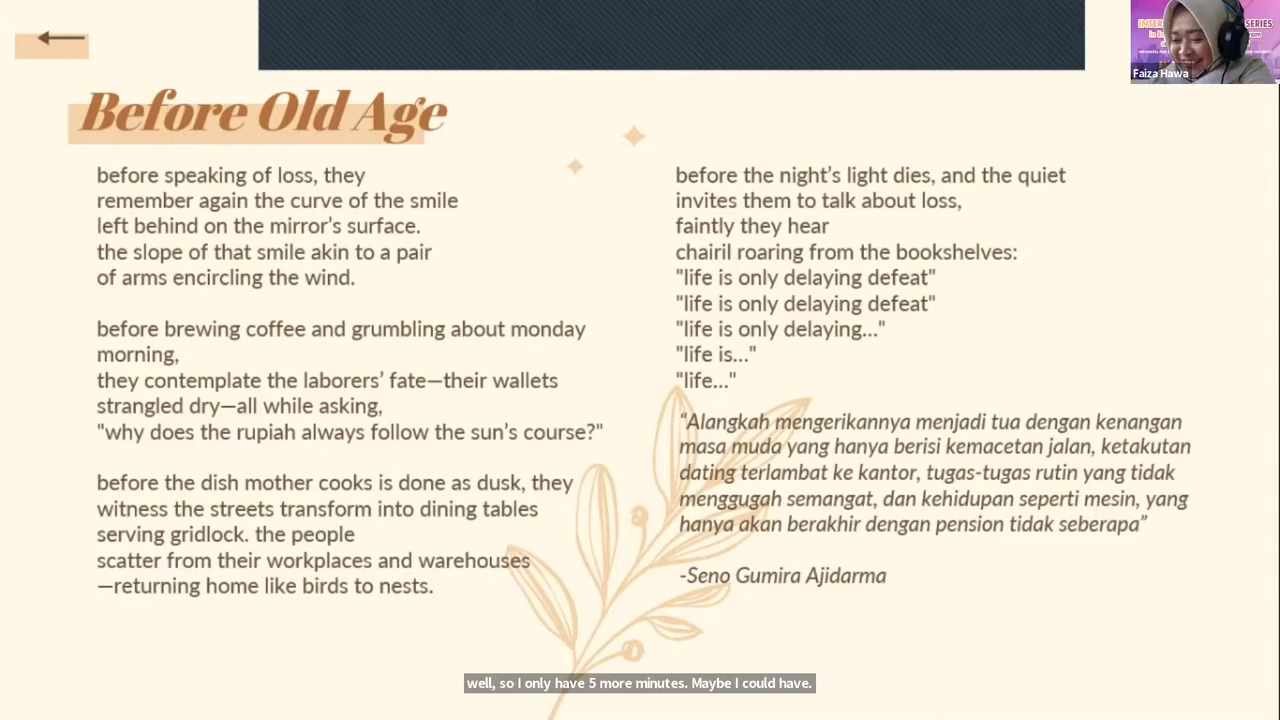 Before Old Age
before speaking of loss, they
remember again the curve of the smile
left behind on the mirror’s surface.
the slope of that smile akin to a pair
of arms encircling the wind.
before brewing coffee and grumbling about monday
morning,
they contemplate the laborers’ fate—their wallets
strangled dry—all while asking,
"why does the rupiah always follow the sun’s course?"
before the dish mother cooks is done as dusk, they
witness the streets transform into dining tables
serving gridlock. the people
scatter from their workplaces and warehouses
—returning home like birds to nests.
before the night’s light dies, and the quiet
invites them to talk about loss,
faintly they hear
chairil roaring from the bookshelves:
"life is only delaying defeat"
"life is only delaying defeat"
"life is only delaying..."
"life is..."
"life..."
“Alangkah mengerikannya menjadi tua dengan kenangan
masa muda yang hanya berisi kemacetan jalan, ketakutan
dating terlambat ke kantor, tugas-tugas rutin yang tidak
menggugah semangat, dan kehidupan seperti mesin, yang
hanya akan berakhir dengan pension tidak seberapa”
-Seno Gumira Ajidarma
SERIES
Faiza Hawa
well, so I only have 5 more minutes. Maybe I could have.